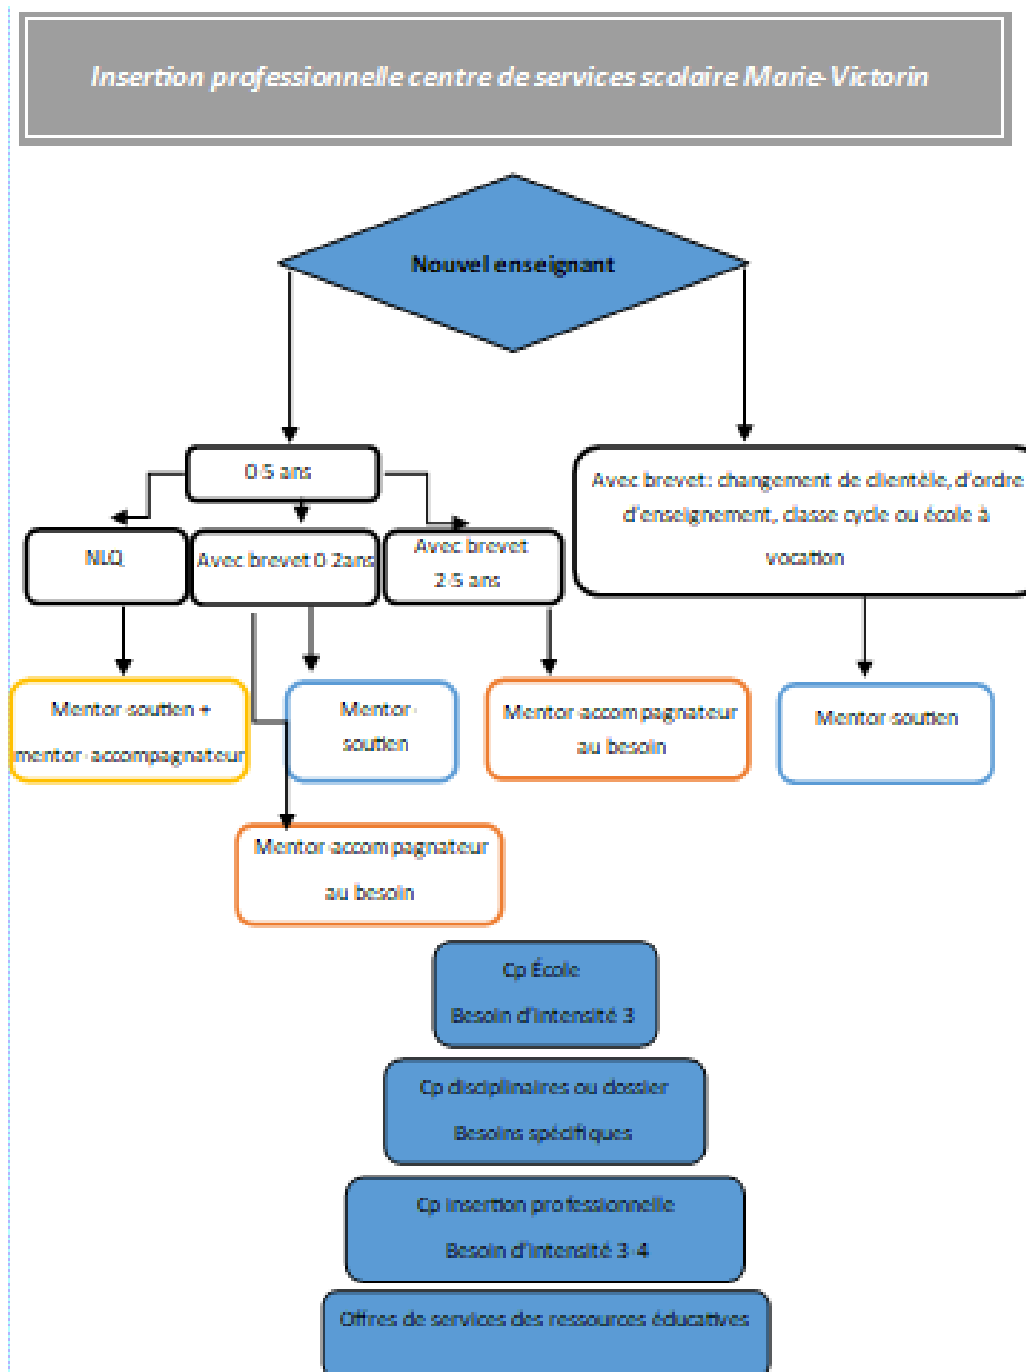 Insertion professionnelle centre de services scolaire Marie-Victorin
Nouvel enseignant
0-5 ans
Avec brevet: changement de clientèle, d'ordre
d'enseignement, classe cycle ou école à
vocation
NLQ
Avec brevet 0-2ans
Avec brevet
2-5 ans
Mentor-soutien +
mentor-accompagnateur
Mentor-
soutien
Mentor-accompagnateur
au besoin
Mentor-soutien
Mentor-accompagnateur
au besoin
Cp École
Besoin d'intensité 3
Cp disciplinaires ou dossier
Besoins spécifiques
Cp insertion professionnelle
Besoin d'intensité 3-4
Offres de services des ressources éducatives